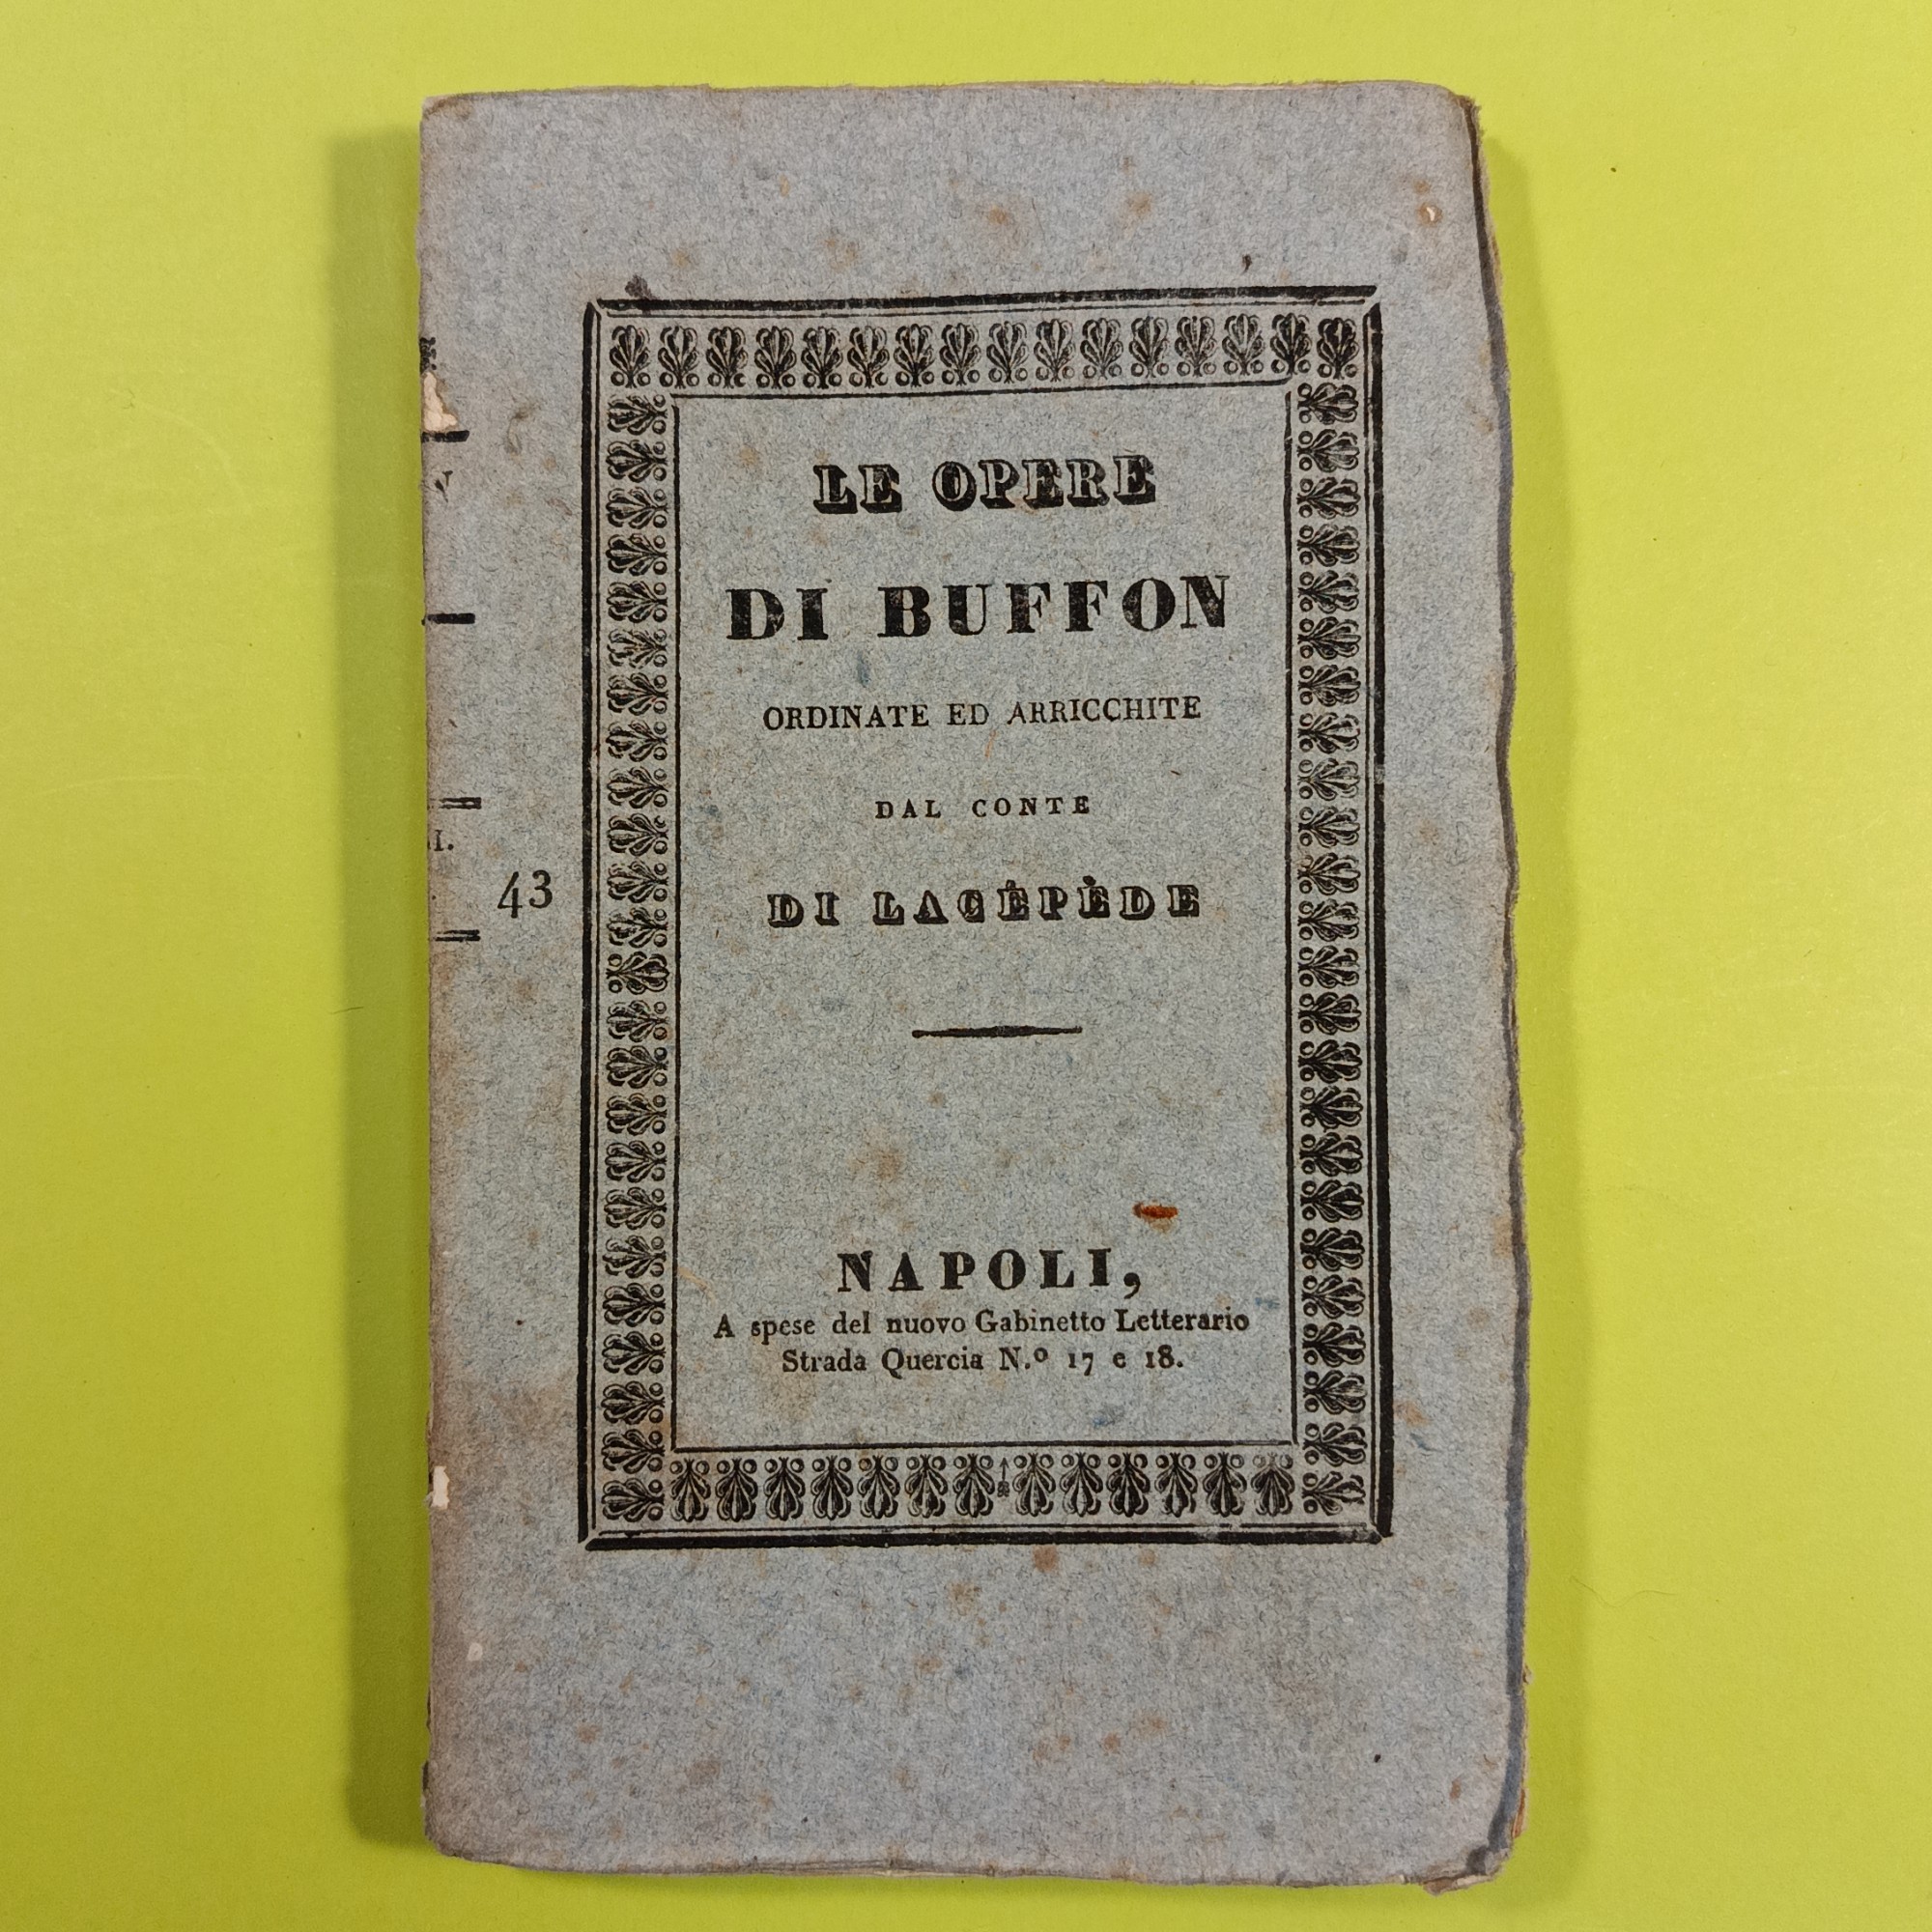 LE OPERE
DI BUFFON
ORDINATE ED ARRICCHITE
DAL CONTE
DI LACÉPÈDE
43
NAPOLI,
A spese del nuovo Gabinetto Letterario
Strada Quercia N.º 17 e 18.